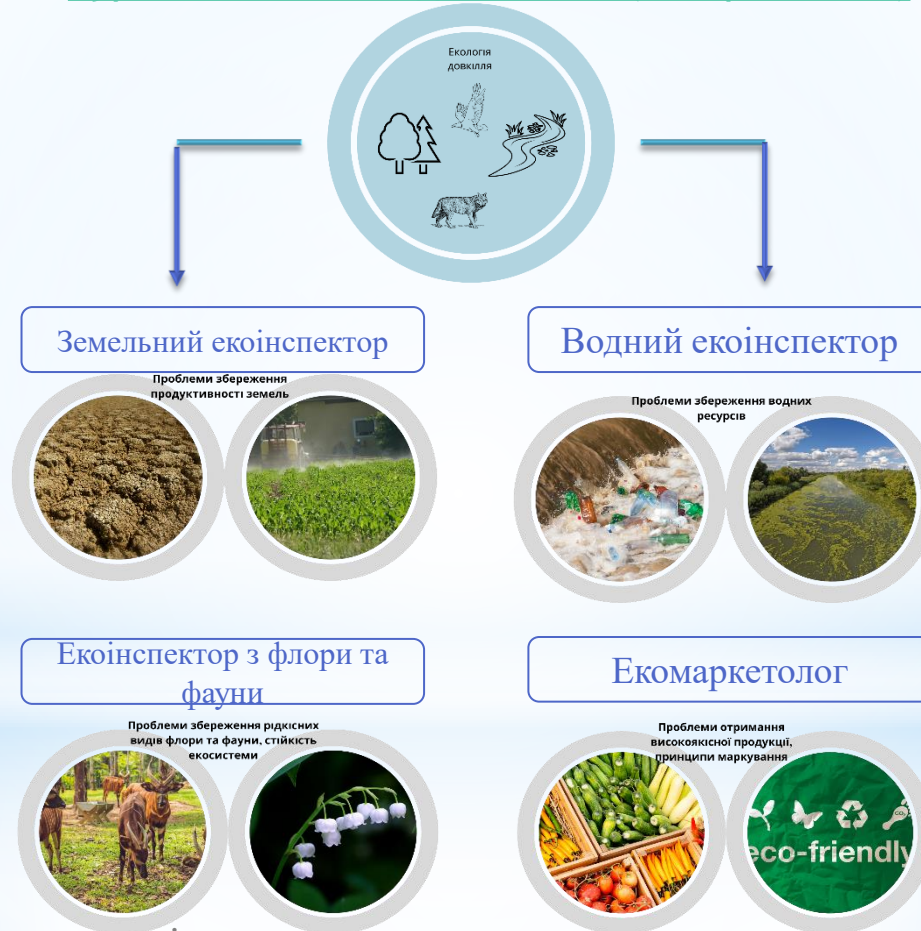 Екологія
довкілля
Земельний екоінспектор
Проблеми збереження
продуктивності земель
Водний екоінспектор
Проблеми збереження водних
ресурсів
Екоінспектор з флори та
фауни
Проблеми збереження рідкісних
видів флори та фауни, стійкість
екосистеми
Екомаркетолог
Проблеми отримання
високоякісної продукції,
принципи маркування
CO₂
eco-friendly